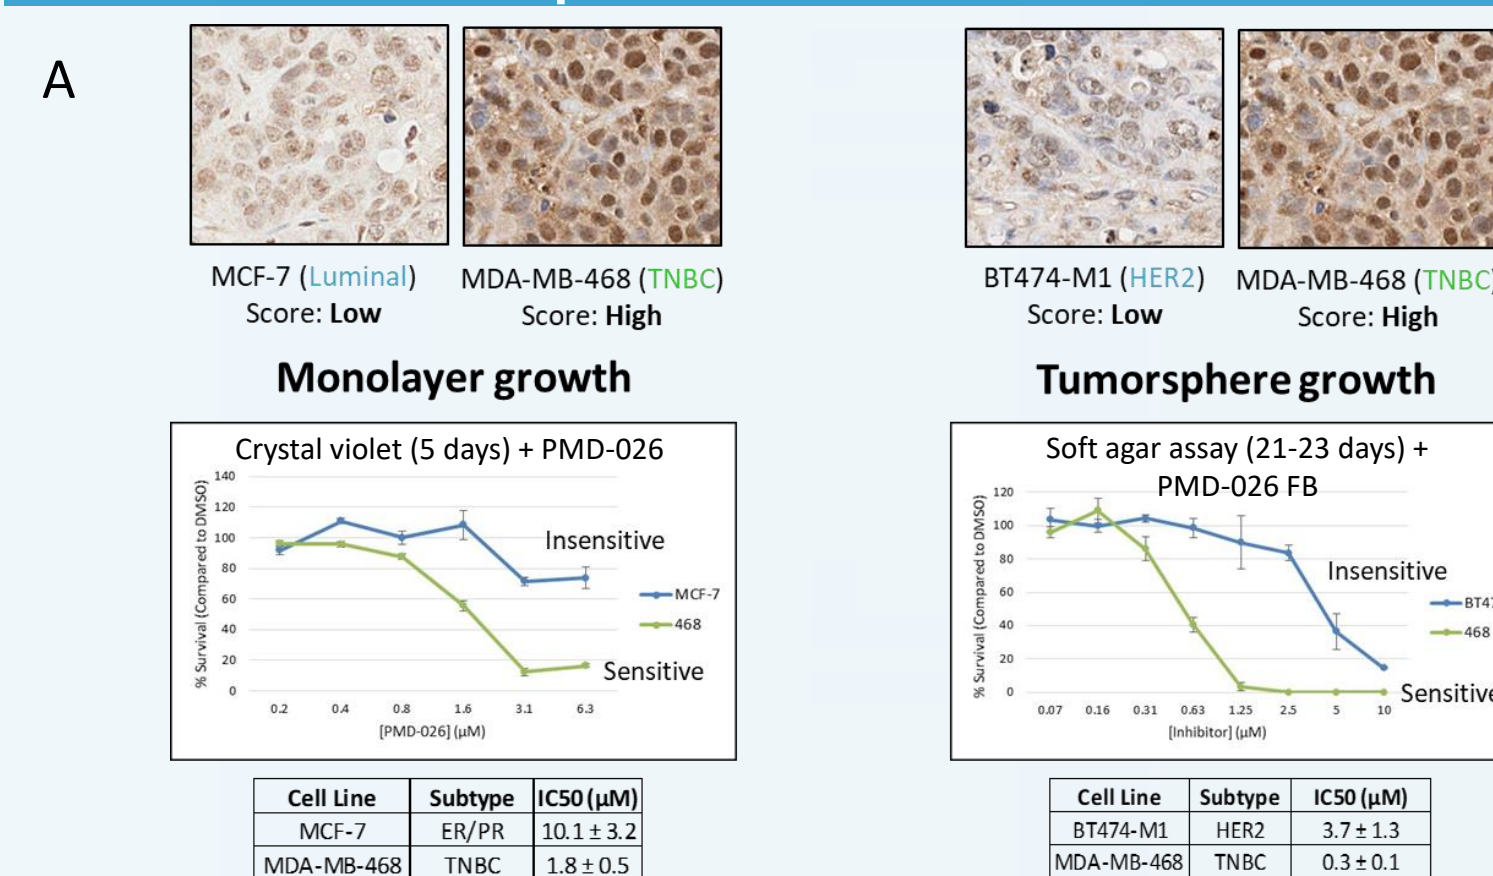 A
MCF-7 (Luminal)
Score: Low
MDA-MB-468 (TNBC)
Score: High
Monolayer growth
Crystal violet (5 days) + PMD-026
% Survival (Compared to DMSO)
140
120
100
80
60
40
20
0
0.2 0.4 0.8 1.6 3.1 6.3
[PMD-026] (µM)
Insensitive
MCF-7
468
Sensitive
Cell Line Subtype IC50 (µM)
MCF-7 ER/PR 10.1 ± 3.2
MDA-MB-468 TNBC 1.8 ± 0.5
BT474-M1 (HER2)
Score: Low
MDA-MB-468 (TNBC)
Score: High
Tumorsphere growth
Soft agar assay (21-23 days) +
PMD-026 FB
% Survival (Compared to DMSO)
120
100
80
60
40
20
0
0.07 0.16 0.31 0.63 1.25 2.5 5 10
[Inhibitor] (µM)
Insensitive
468
Sensitive
Cell Line Subtype IC50 (µM)
BT474-M1 HER2 3.7 ± 1.3
MDA-MB-468 TNBC 0.3 ± 0.1